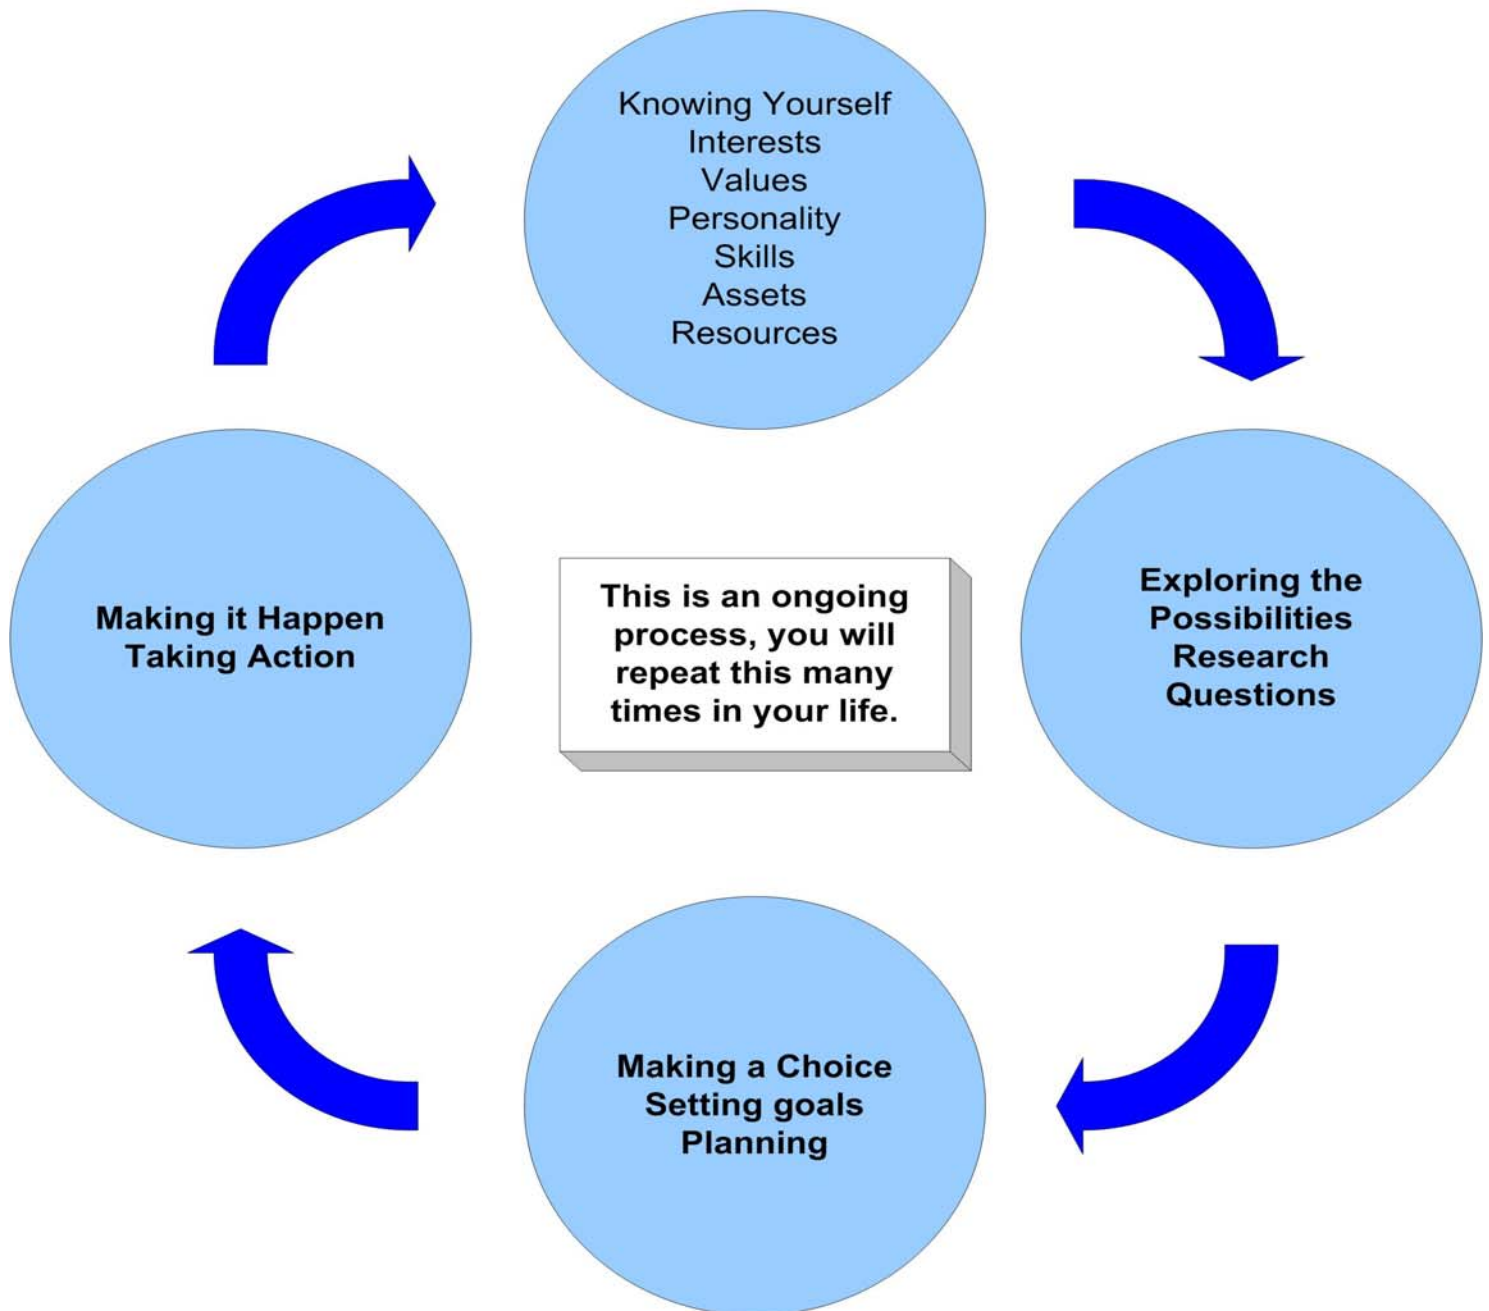 Knowing Yourself
Interests
Values
Personality
Skills
Assets
Resources
Exploring the
Possibilities
Research
Questions
Making a Choice
Setting goals
Planning
Making it Happen
Taking Action
This is an ongoing
process, you will
repeat this many
times in your life.